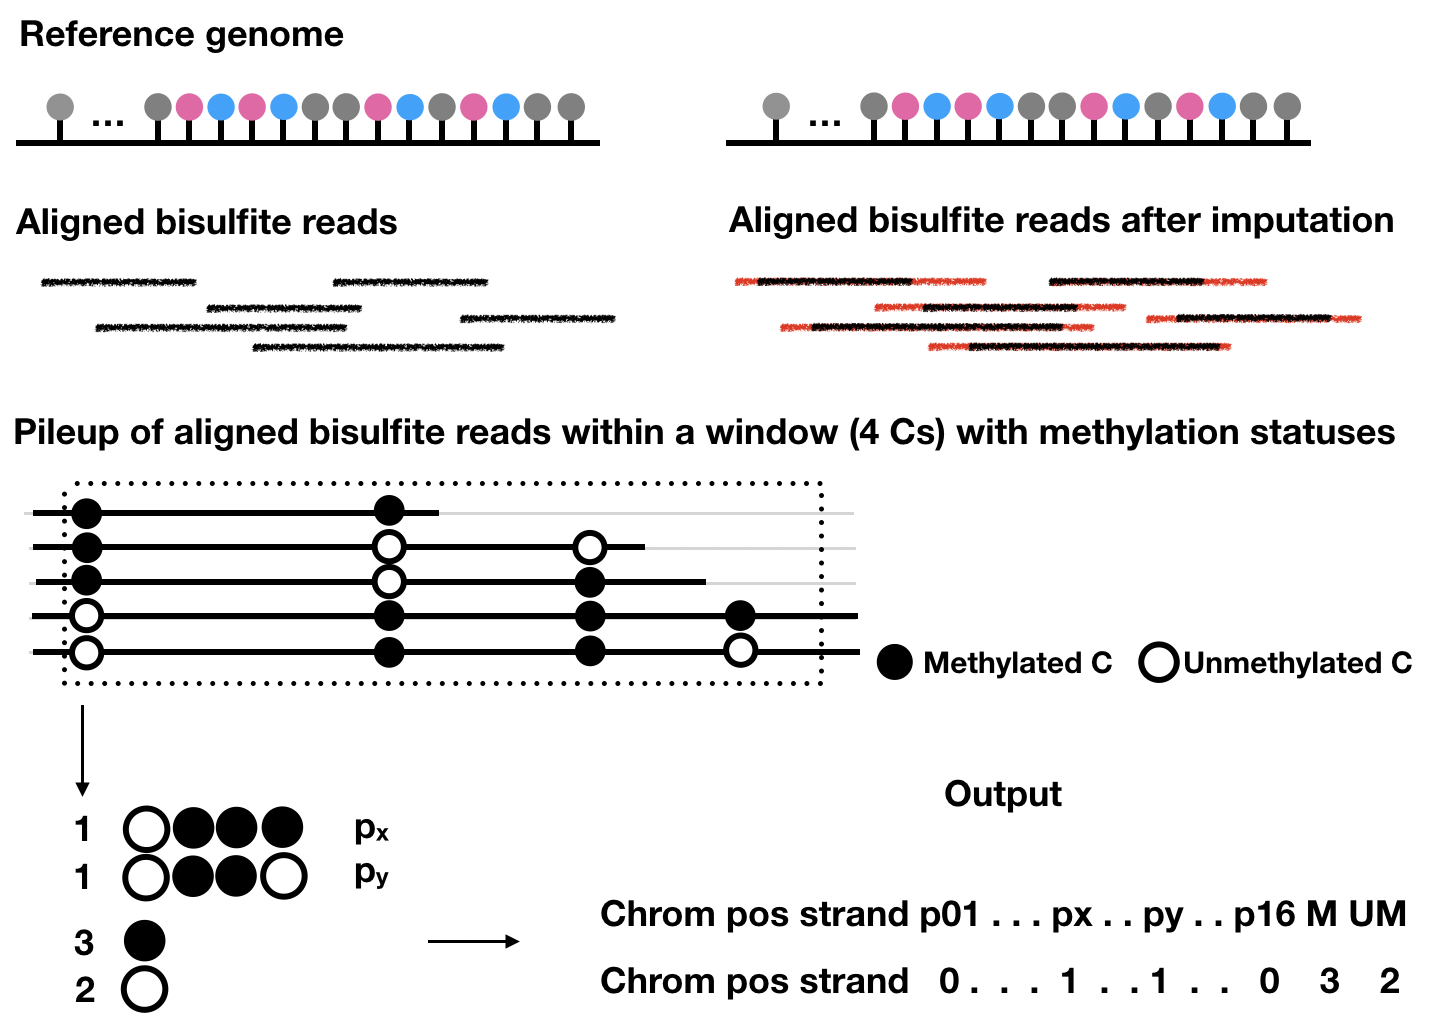 Reference genome
... ...
Aligned bisulfite reads
Aligned bisulfite reads after imputation
Pileup of aligned bisulfite reads within a window (4 Cs) with methylation statuses
Methylated C Unmethylated C
Output
1 px
1 py
3
2
Chrom pos strand p01 . . . px . . py . . p16 M UM
Chrom pos strand 0 . . . 1 . . 1 . . 0 3 2